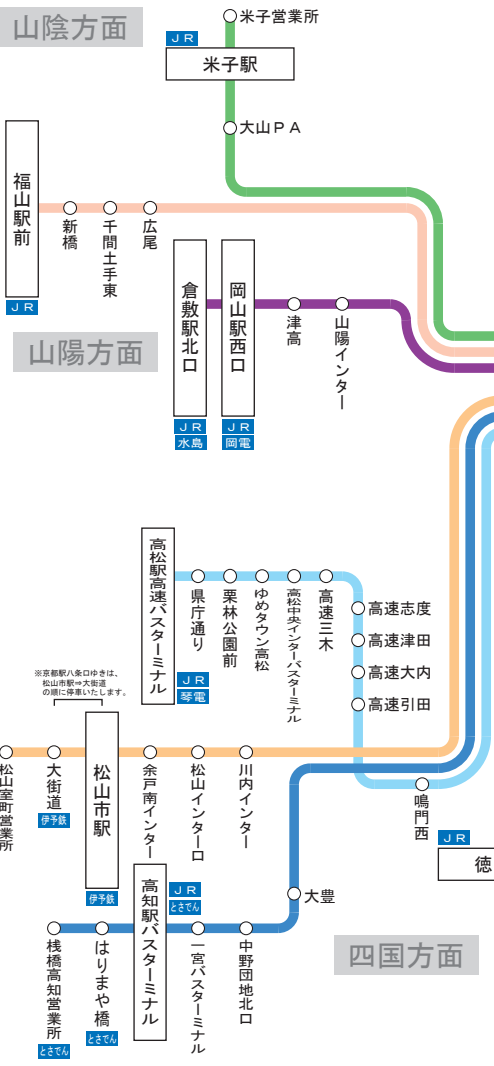 山陰方面
米子営業所
ＪＲ
米子駅
大山ＰＡ
福山駅前
ＪＲ
新橋
千間土手東
広尾
倉敷駅北口
ＪＲ
水島
岡山駅西口
ＪＲ
岡電
津高
山陽インター
山陽方面
高松駅高速バスターミナル
ＪＲ
琴電
県庁通り
栗林公園前
ゆめタウン高松
高松中央インターバスターミナル
高速三木
高速志度
高速津田
高速大内
高速引田
※京都駅八条口ゆきは、
松山市駅⇒大街道
の順に停車いたします。
松山室町営業所
大街道
伊予鉄
松山市駅
伊予鉄
余戸南インター
松山インター口
川内インター
鳴門西
ＪＲ
徳
高知駅バスターミナル
ＪＲ
とさでん
大豊
桟橋高知営業所
とさでん
はりまや橋
とさでん
一宮バスターミナル
中野団地北口
四国方面